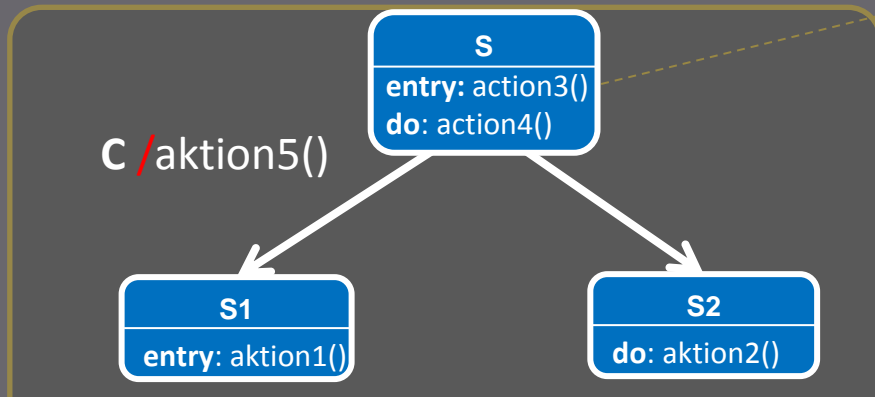 S
entry: action3()
do: action4()
C /aktion5()
S1
entry: aktion1()
S2
do: aktion2()